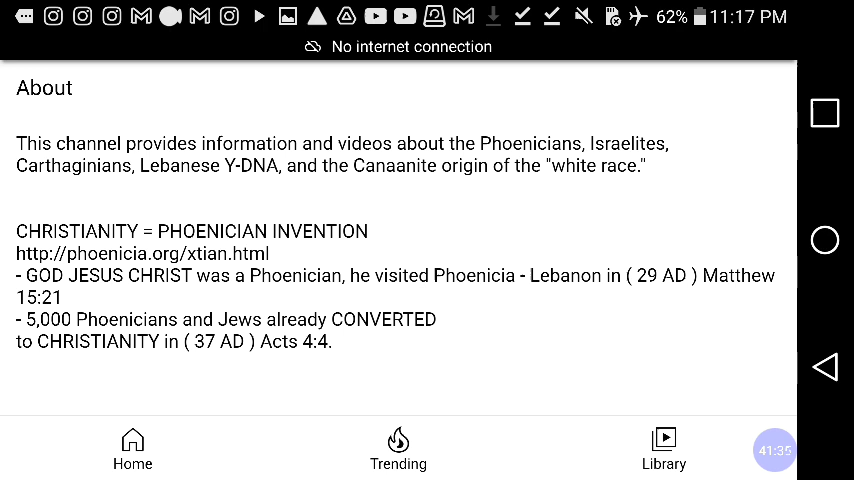 62% 11:17 PM
No internet connection
About
This channel provides information and videos about the Phoenicians, Israelites,
Carthaginians, Lebanese Y-DNA, and the Canaanite origin of the "white race."
CHRISTIANITY = PHOENICIAN INVENTION
http://phoenicia.org/xtian.html
- GOD JESUS CHRIST was a Phoenician, he visited Phoenicia - Lebanon in ( 29 AD ) Matthew
15:21
- 5,000 Phoenicians and Jews already CONVERTED
to CHRISTIANITY in ( 37 AD ) Acts 4:4.
Home Trending Library
41:35